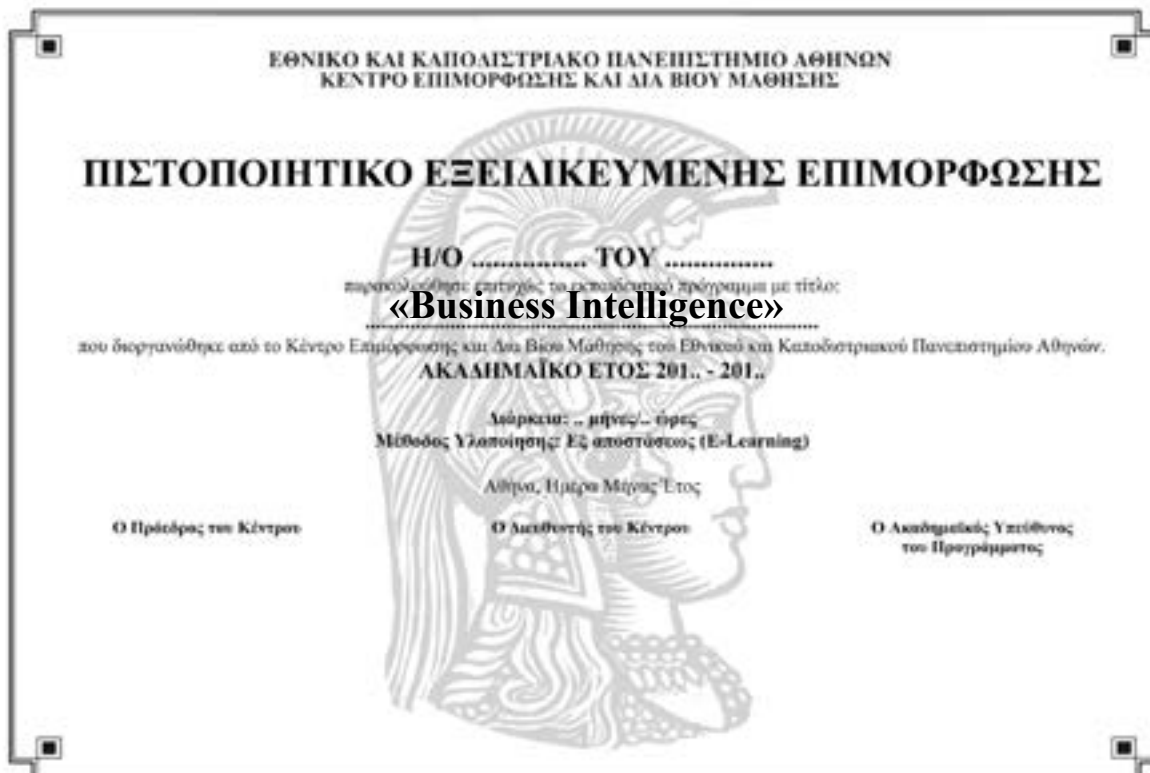 ΕΘΝΙΚΟ ΚΑΙ ΚΑΠΟΔΙΣΤΡΙΑΚΟ ΠΑΝΕΠΙΣΤΗΜΙΟ ΑΘΗΝΩΝ
ΚΕΝΤΡΟ ΕΠΙΜΟΡΦΩΣΗΣ ΚΑΙ ΔΙΑ ΒΙΟΥ ΜΑΘΗΣΗΣ
ΠΙΣΤΟΠΟΙΗΤΙΚΟ ΕΞΕΙΔΙΚΕΥΜΕΝΗΣ ΕΠΙΜΟΡΦΩΣΗΣ
Η/Ο ................ ΤΟΥ ...............
παρακολούθησε επιτυχώς το εκπαιδευτικό πρόγραμμα με τίτλο:
«Business Intelligence»
που διοργανώθηκε από το Κέντρο Επιμόρφωσης και Δια Βίου Μάθησης του Εθνικού και Καποδιστριακού Πανεπιστημίου Αθηνών.
ΑΚΑΔΗΜΑΪΚΟ ΕΤΟΣ 201.. - 201..
Διάρκεια: .. μήνες/.. ώρες
Μέθοδος Υλοποίησης: Εξ αποστάσεως (E-Learning)
Αθήνα, Ημέρα Μήνας Έτος
Ο Πρόεδρος του Κέντρου Ο Διευθυντής του Κέντρου Ο Ακαδημαϊκός Υπεύθυνος
του Προγράμματος